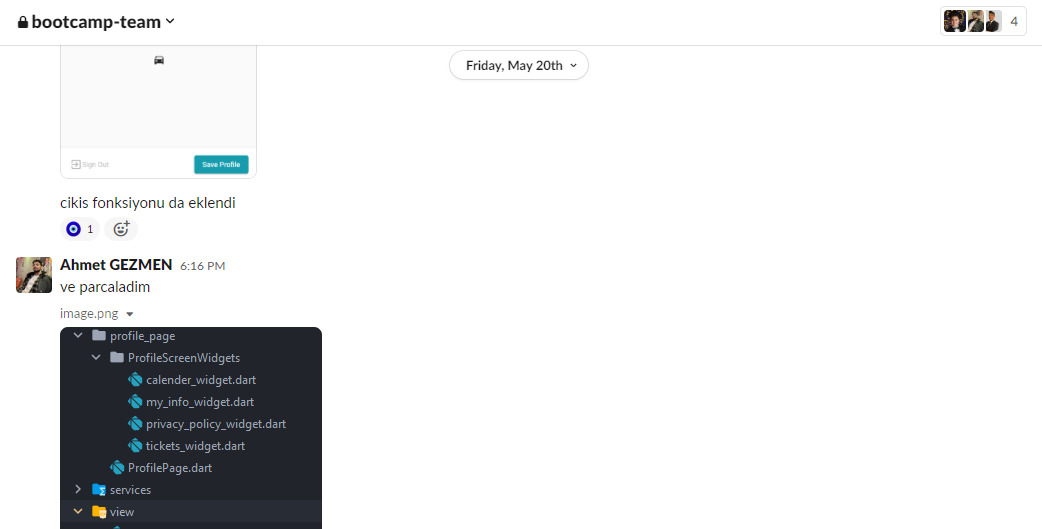 bootcamp-team
4
Friday, May 20th
Sign Out
Save Profile
cikis fonksiyonu da eklendi
1
Ahmet GEZMEN 6:16 PM
ve parcaladim
image.png
profile_page
ProfileScreenWidgets
calender_widget.dart
my_info_widget.dart
privacy_policy_widget.dart
tickets_widget.dart
ProfilePage.dart
services
view